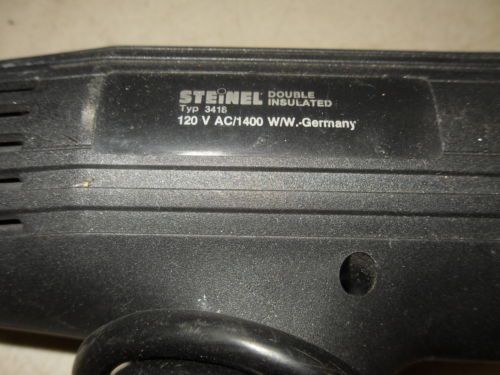 STEINEL DOUBLE INSULATED
Typ 3418
120 V AC/1400 W/W.-Germany